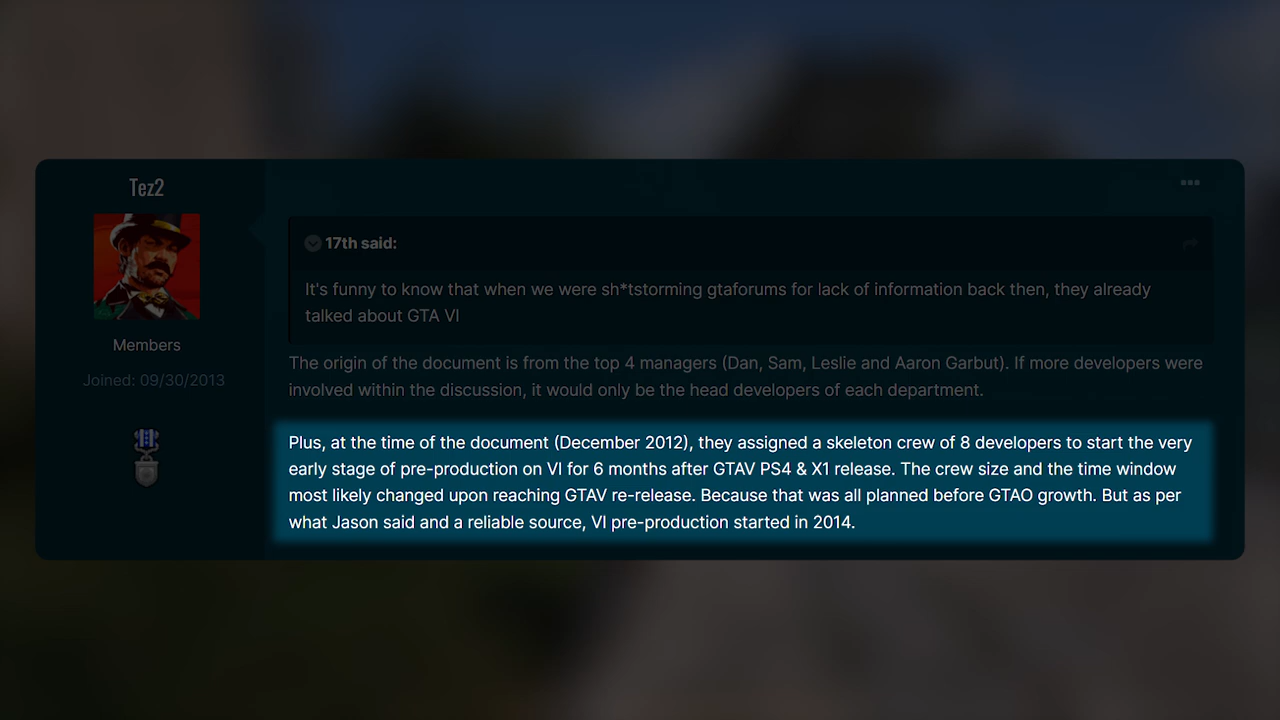 Tez2
Members
Joined: 09/30/2013
17th said:
It's funny to know that when we were sh*tstorming gtaforums for lack of information back then, they already
talked about GTA VI
The origin of the document is from the top 4 managers (Dan, Sam, Leslie and Aaron Garbut). If more developers were
involved within the discussion, it would only be the head developers of each department.
Plus, at the time of the document (December 2012), they assigned a skeleton crew of 8 developers to start the very
early stage of pre-production on VI for 6 months after GTAV PS4 & X1 release. The crew size and the time window
most likely changed upon reaching GTAV re-release. Because that was all planned before GTAO growth. But as per
what Jason said and a reliable source, VI pre-production started in 2014.